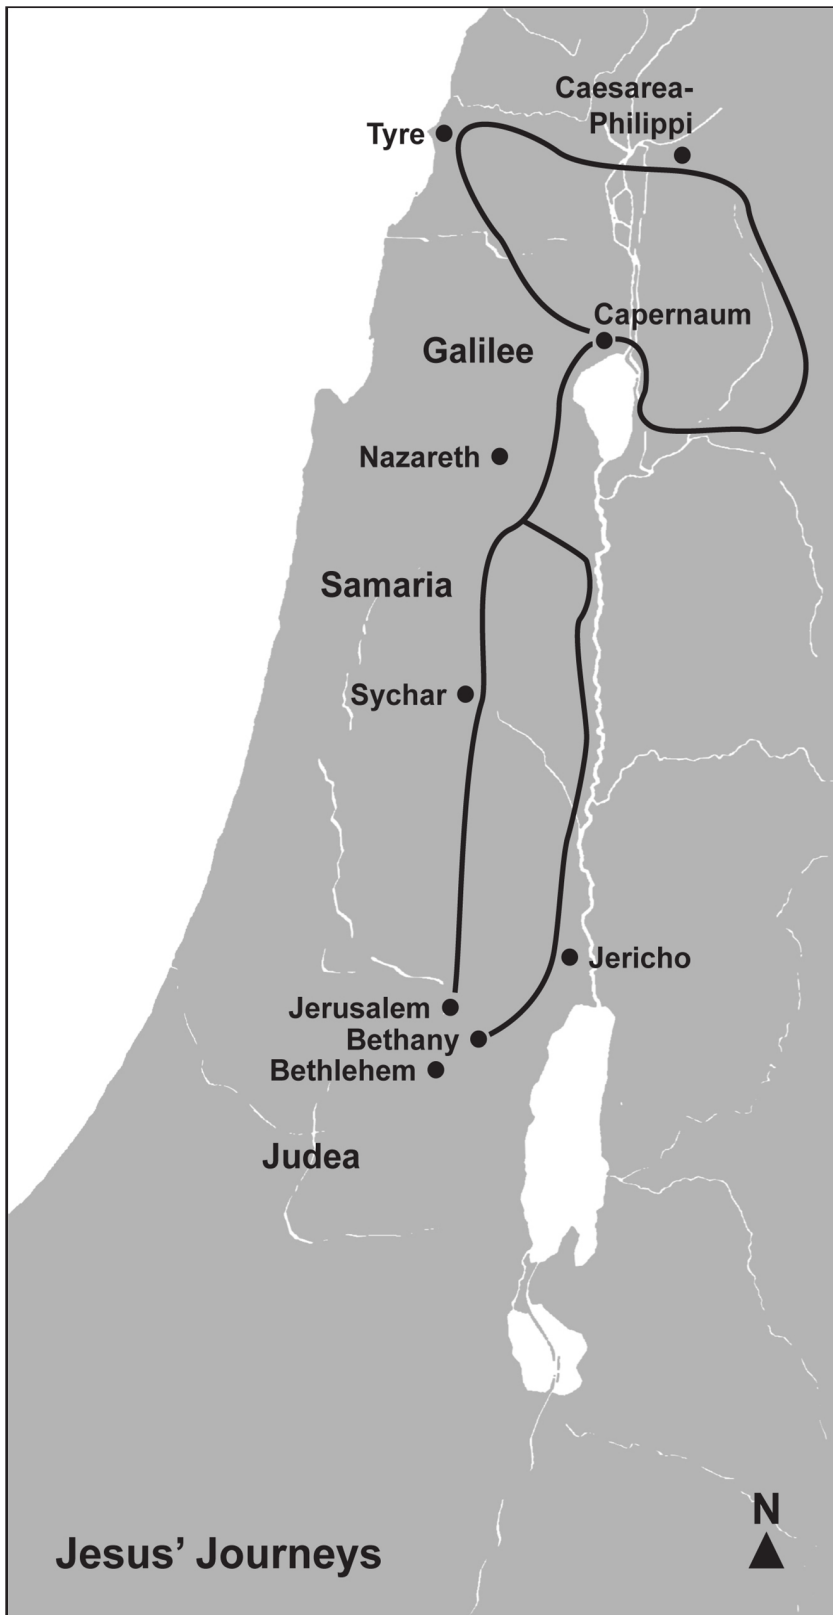 Caesarea-
Philippi
Tyre
Capernaum
Galilee
Nazareth
Samaria
Sychar
Jericho
Jerusalem
Bethany
Bethlehem
Judea
N
Jesus’ Journeys